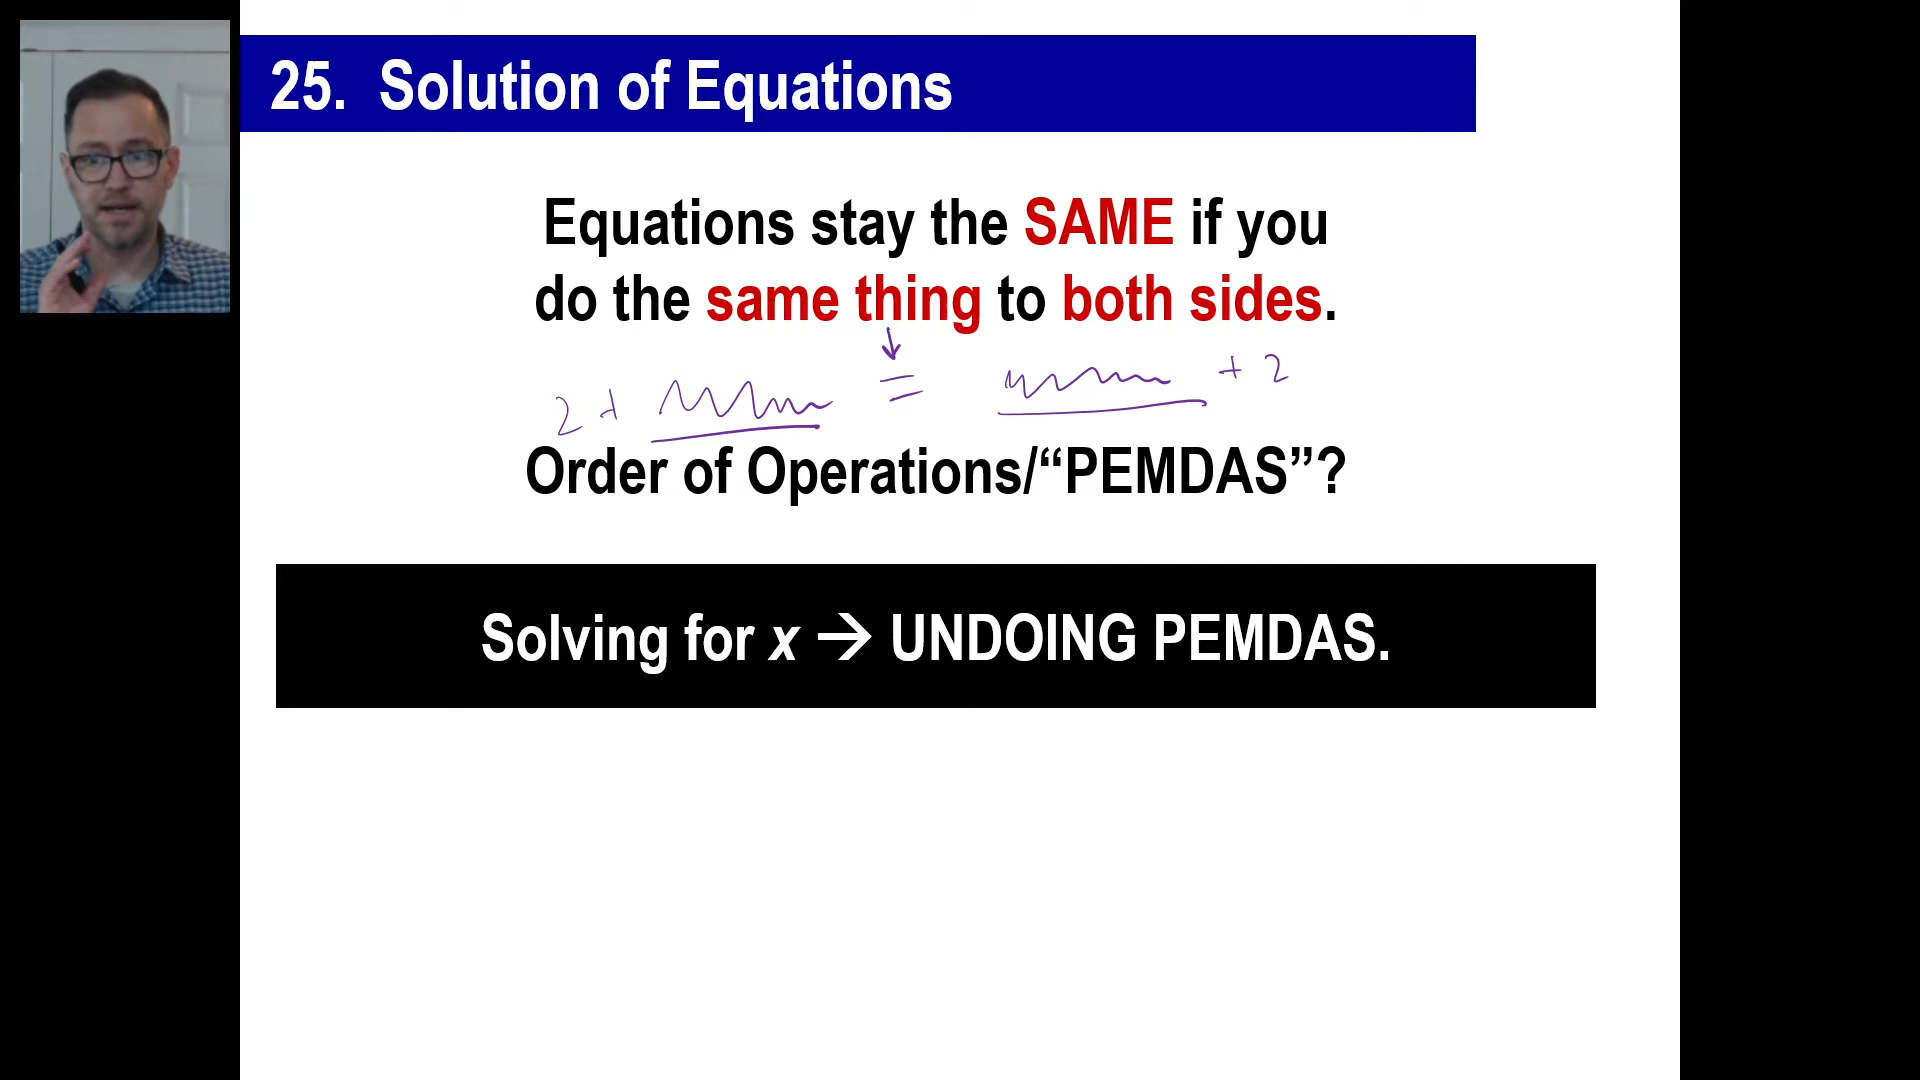 25. Solution of Equations
Equations stay the SAME if you
do the same thing to both sides.
2 + = + 2
Order of Operations/“PEMDAS”?
Solving for x → UNDOING PEMDAS.